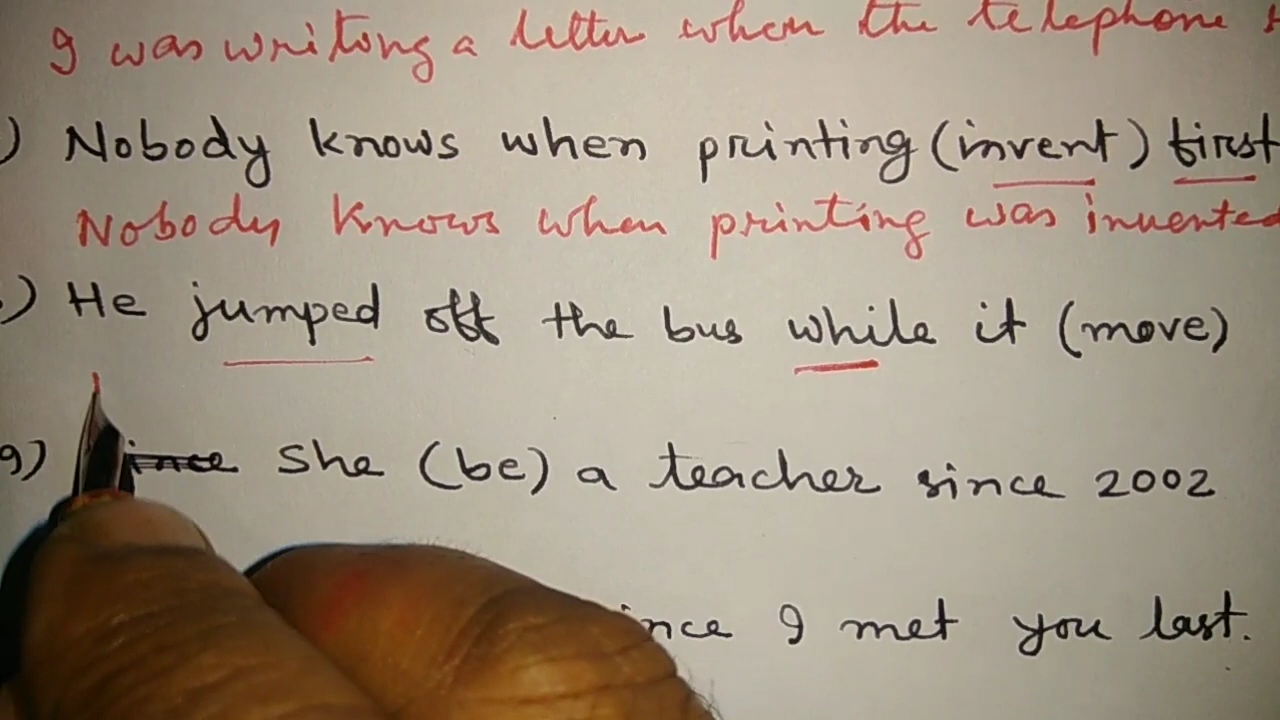 I was writing a letter when the telephone
) Nobody knows when printing (invent) first
Nobody knows when printing was invented
) He jumped off the bus while it (move)
9) she (be) a teacher since 2002
I met you last.